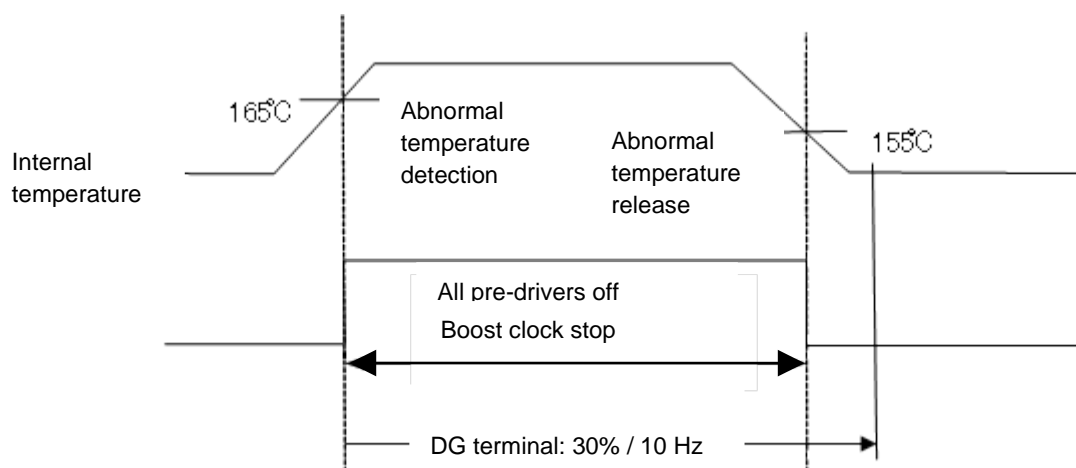 165℃
Abnormal
temperature
detection
Abnormal
temperature
release
155℃
Internal
temperature
All pre-drivers off
Boost clock stop
DG terminal: 30% / 10 Hz